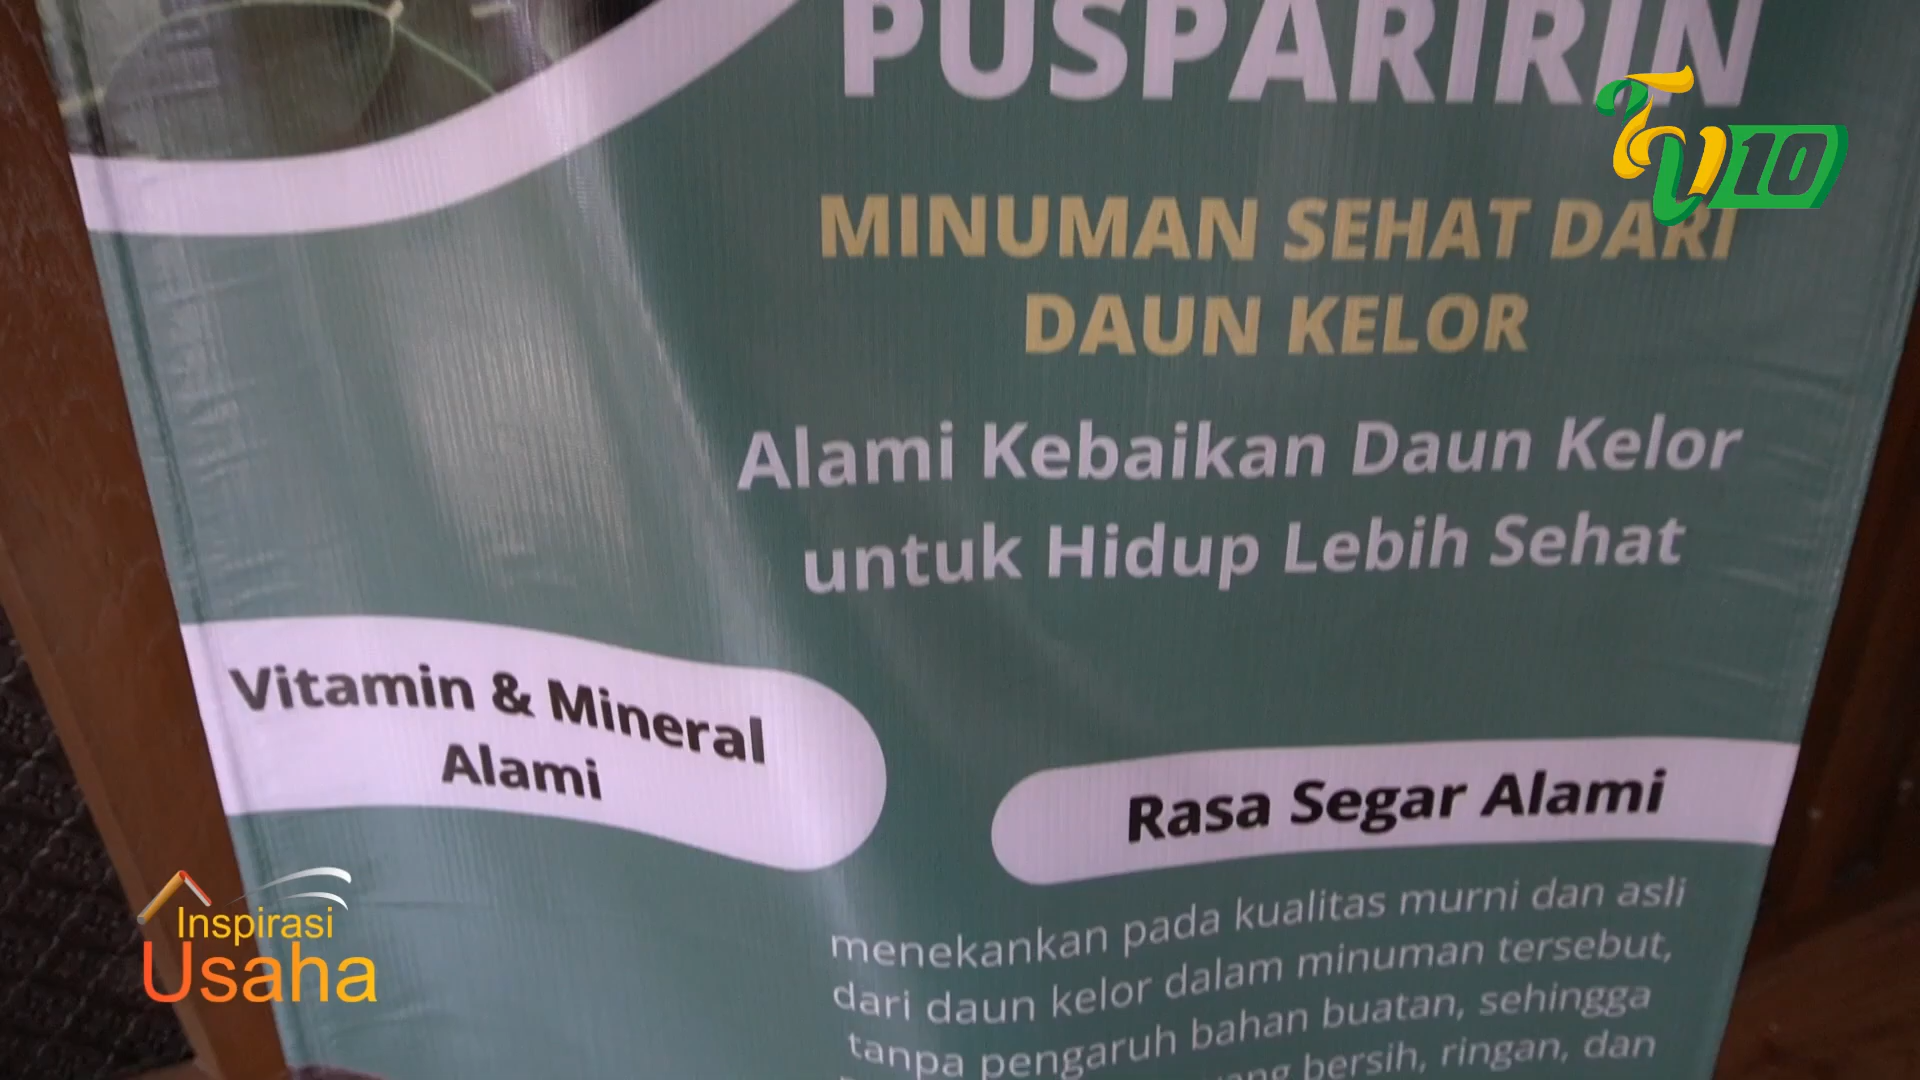 PUSPARIRIN
TV10
MINUMAN SEHAT DARI
DAUN KELOR
Alami Kebaikan Daun Kelor
untuk Hidup Lebih Sehat
Vitamin & Mineral
Alami
Rasa Segar Alami
menekankan pada kualitas murni dan asli
dari daun kelor dalam minuman tersebut,
tanpa pengaruh bahan buatan, sehingga
bersih, ringan, dan
Inspirasi
Usaha